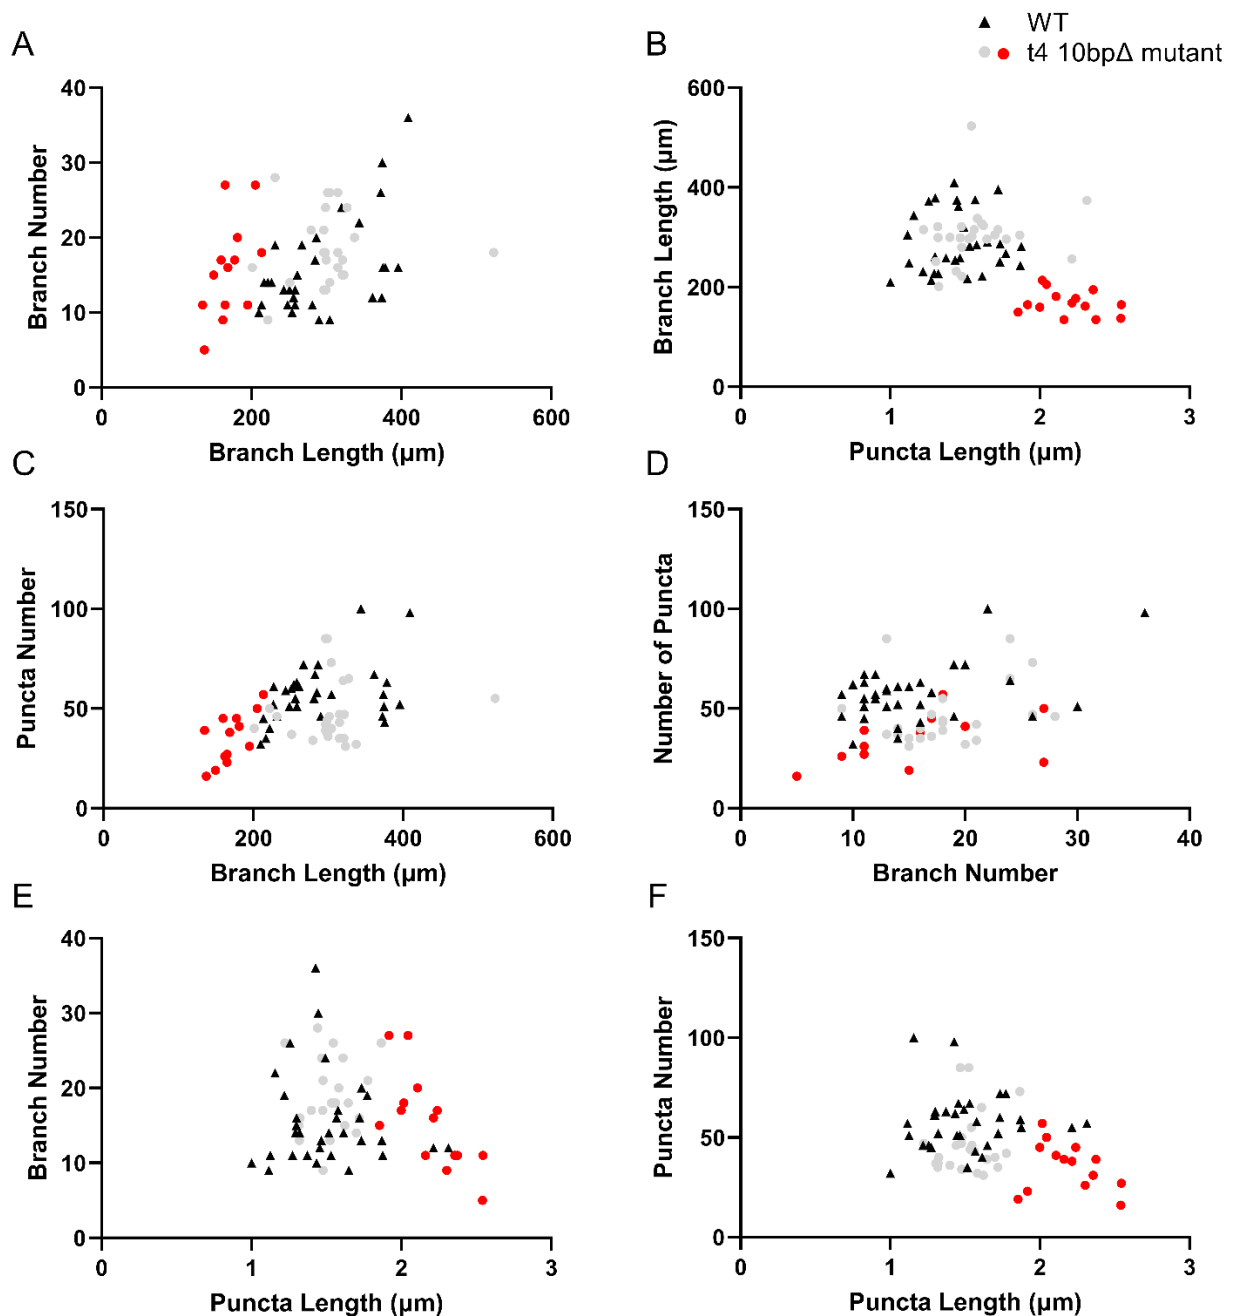 WT
t4 10bpΔ mutant
A
40
30
20
10
0
Branch Number
0
200
400
600
Branch Length (μm)
B
600
400
200
0
Branch Length (μm)
0
1
2
3
Puncta Length (μm)
C
150
100
50
0
Puncta Number
0
200
400
600
Branch Length (μm)
D
150
100
50
0
Number of Puncta
0
10
20
30
40
Branch Number
E
40
30
20
10
0
Branch Number
0
1
2
3
Puncta Length (μm)
F
150
100
50
0
Puncta Number
0
1
2
3
Puncta Length (μm)